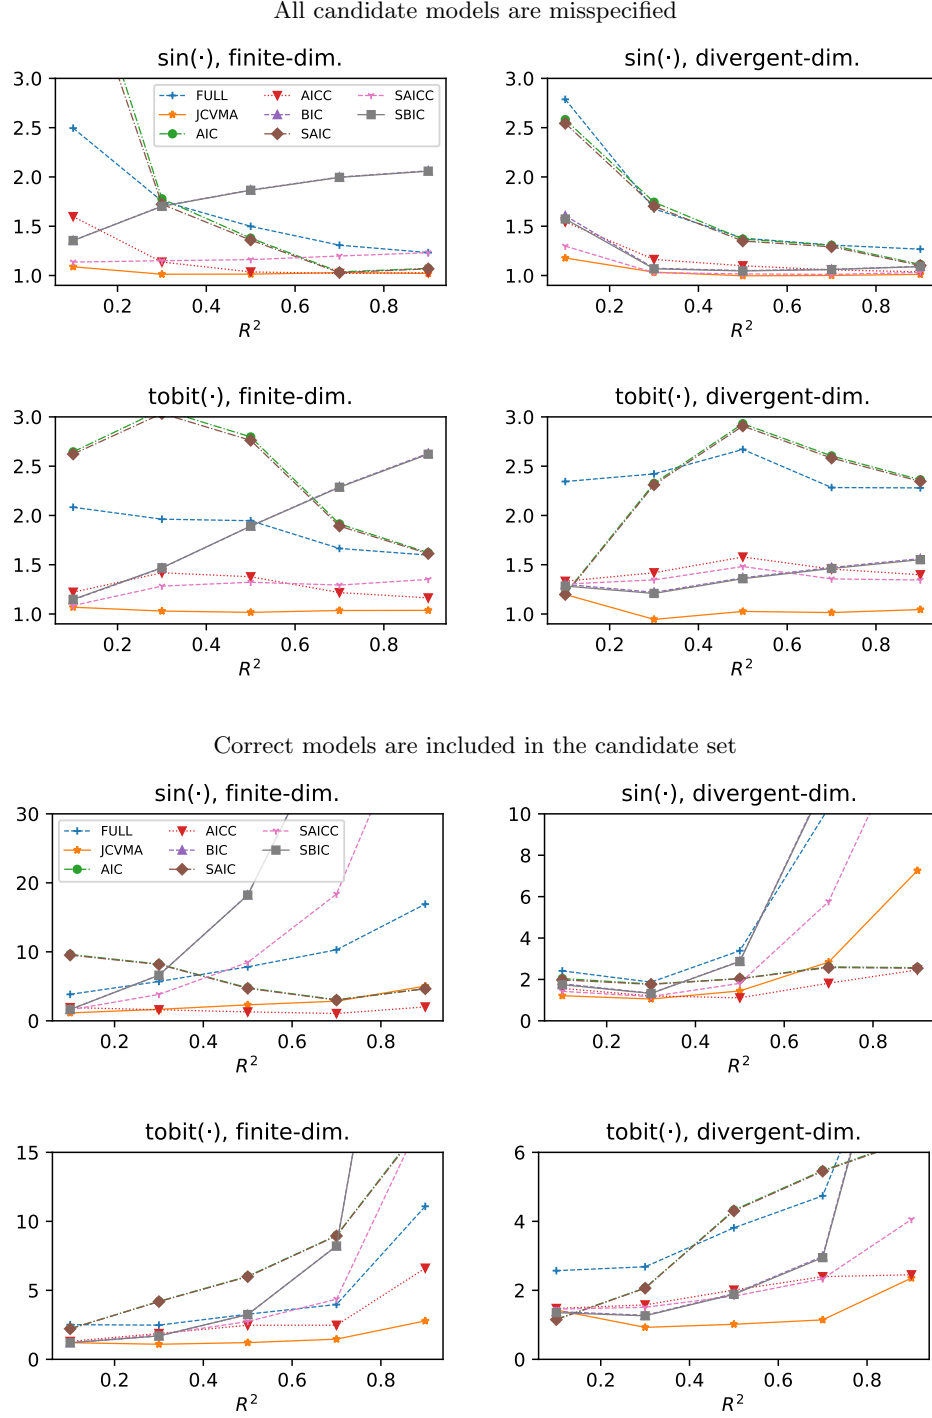 All candidate models are misspecified
sin(·), finite-dim.
3.0
2.5
2.0
1.5
1.0
FULL
JCVMA
AIC
AICC
BIC
SAIC
SAICC
SBIC
0.2 0.4 0.6 0.8
R²
sin(·), divergent-dim.
3.0
2.5
2.0
1.5
1.0
0.2 0.4 0.6 0.8
R²
tobit(·), finite-dim.
3.0
2.5
2.0
1.5
1.0
0.2 0.4 0.6 0.8
R²
tobit(·), divergent-dim.
3.0
2.5
2.0
1.5
1.0
0.2 0.4 0.6 0.8
R²
Correct models are included in the candidate set
sin(·), finite-dim.
30
20
10
0
FULL
JCVMA
AIC
AICC
BIC
SAIC
SAICC
SBIC
0.2 0.4 0.6 0.8
R²
sin(·), divergent-dim.
10
8
6
4
2
0
0.2 0.4 0.6 0.8
R²
tobit(·), finite-dim.
15
10
5
0
0.2 0.4 0.6 0.8
R²
tobit(·), divergent-dim.
6
4
2
0
0.2 0.4 0.6 0.8
R²